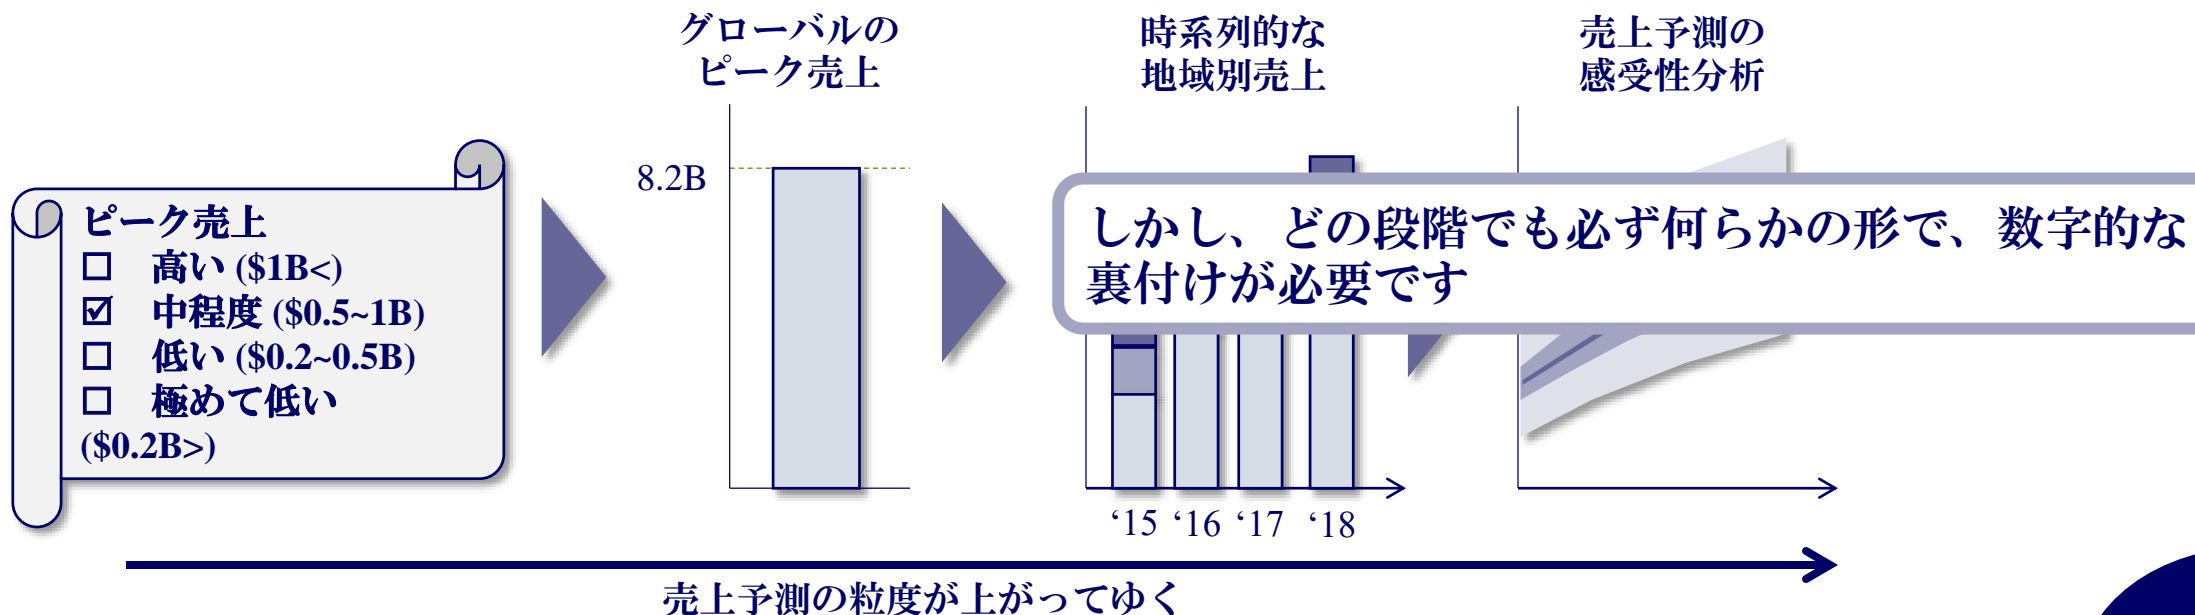 グローバルの
ピーク売上
時系列的な
地域別売上
売上予測の
感受性分析
8.2B
ピーク売上
☐ 高い ($1B<)
☑ 中程度 ($0.5~1B)
☐ 低い ($0.2~0.5B)
☐ 極めて低い
($0.2B>)
しかし、どの段階でも必ず何らかの形で、数字的な
裏付けが必要です
‘15 ‘16 ‘17 ‘18
売上予測の粒度が上がってゆく